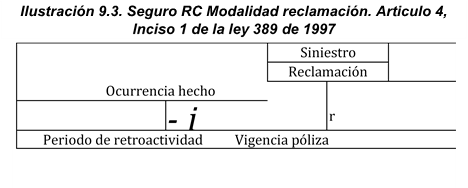 Ilustración 9.3. Seguro RC Modalidad reclamación. Articulo 4,
Inciso 1 de la ley 389 de 1997
Siniestro
Reclamación
Ocurrencia hecho
- i
r
Periodo de retroactividad Vigencia póliza